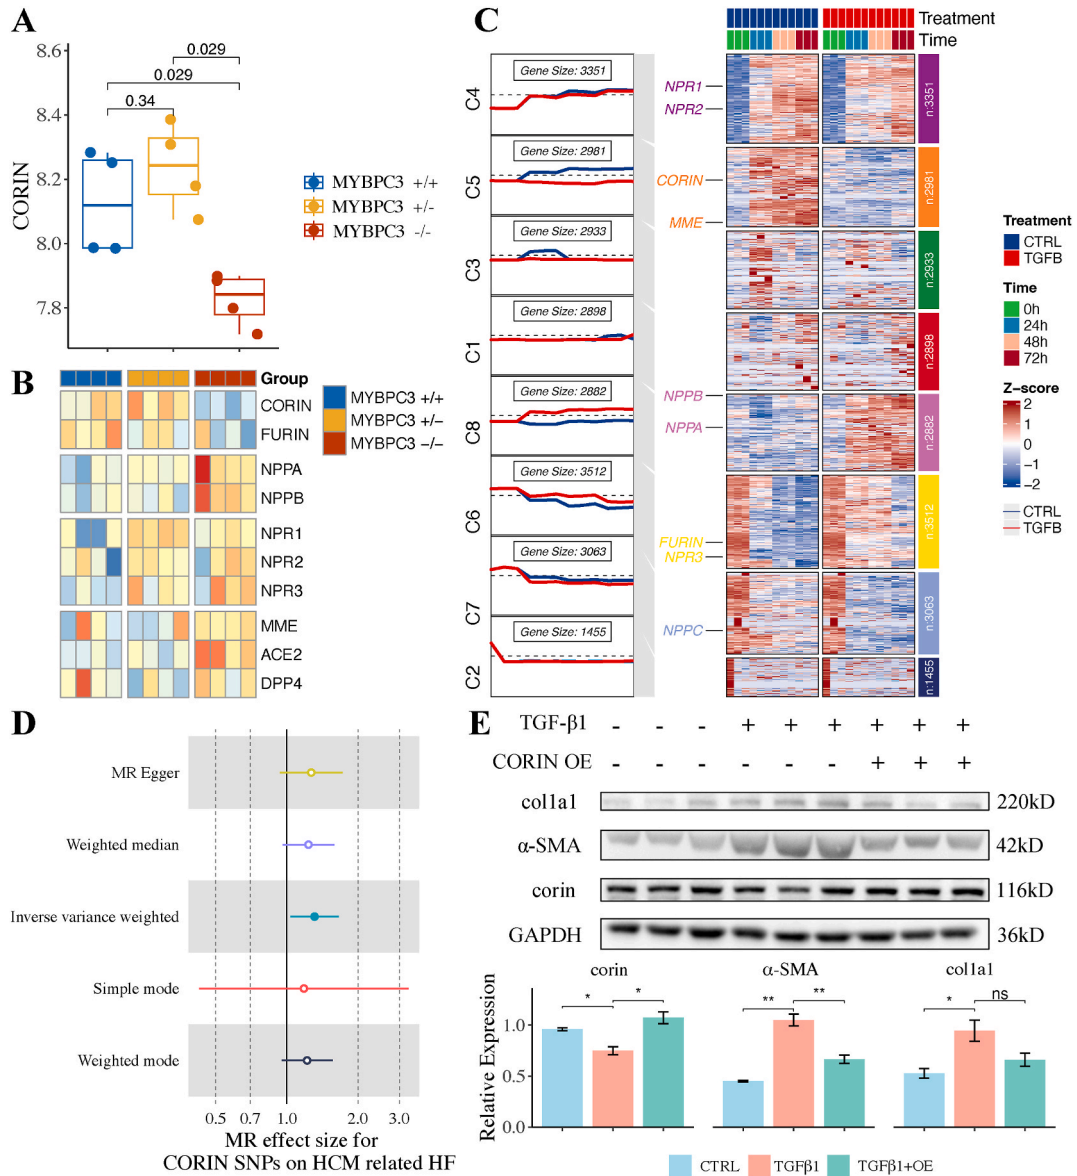 A
8.6
8.4
8.2
8.0
7.8
CORIN
0.029
0.029
0.34
MYBPC3 +/+
MYBPC3 +/-
MYBPC3 -/-
B
Group
CORIN
FURIN
NPPA
NPPB
NPR1
NPR2
NPR3
MME
ACE2
DPP4
MYBPC3 +/+
MYBPC3 +/−
MYBPC3 −/−
C
Treatment
Time
C4
Gene Size: 3351
C5
Gene Size: 2981
C3
Gene Size: 2933
C1
Gene Size: 2898
C8
Gene Size: 2882
C6
Gene Size: 3512
C7
Gene Size: 3063
C2
Gene Size: 1455
NPR1
NPR2
CORIN
MME
NPPB
NPPA
FURIN
NPR3
NPPC
n:3351
n:2981
n:2933
n:2898
n:2882
n:3512
n:3063
n:1455
Treatment
CTRL
TGFB
Time
0h
24h
48h
72h
Z−score
2
1
0
−1
−2
CTRL
TGFB
D
MR Egger
Weighted median
Inverse variance weighted
Simple mode
Weighted mode
0.5 0.7 1.0 2.0 3.0
MR effect size for
CORIN SNPs on HCM related HF
E
TGF-β1 - - - + + + + + +
CORIN OE - - - - - - + + +
col1a1 220kD
α-SMA 42kD
corin 116kD
GAPDH 36kD
corin α-SMA col1a1
Relative Expression
1.0
0.5
0.0
* *
** **
* ns
CTRL TGFβ1 TGFβ1+OE